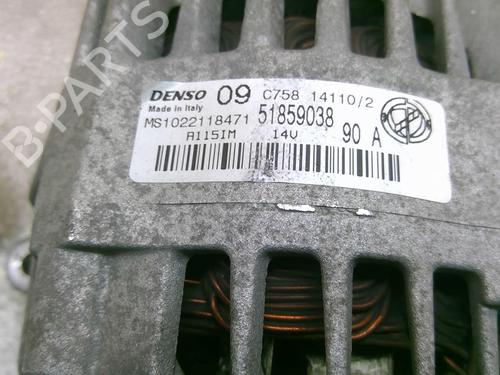 DENSO 09 C758 14110/2
Made in Italy
MS1022118471 51859038
A115IM 14V 90 A
B-PARTS